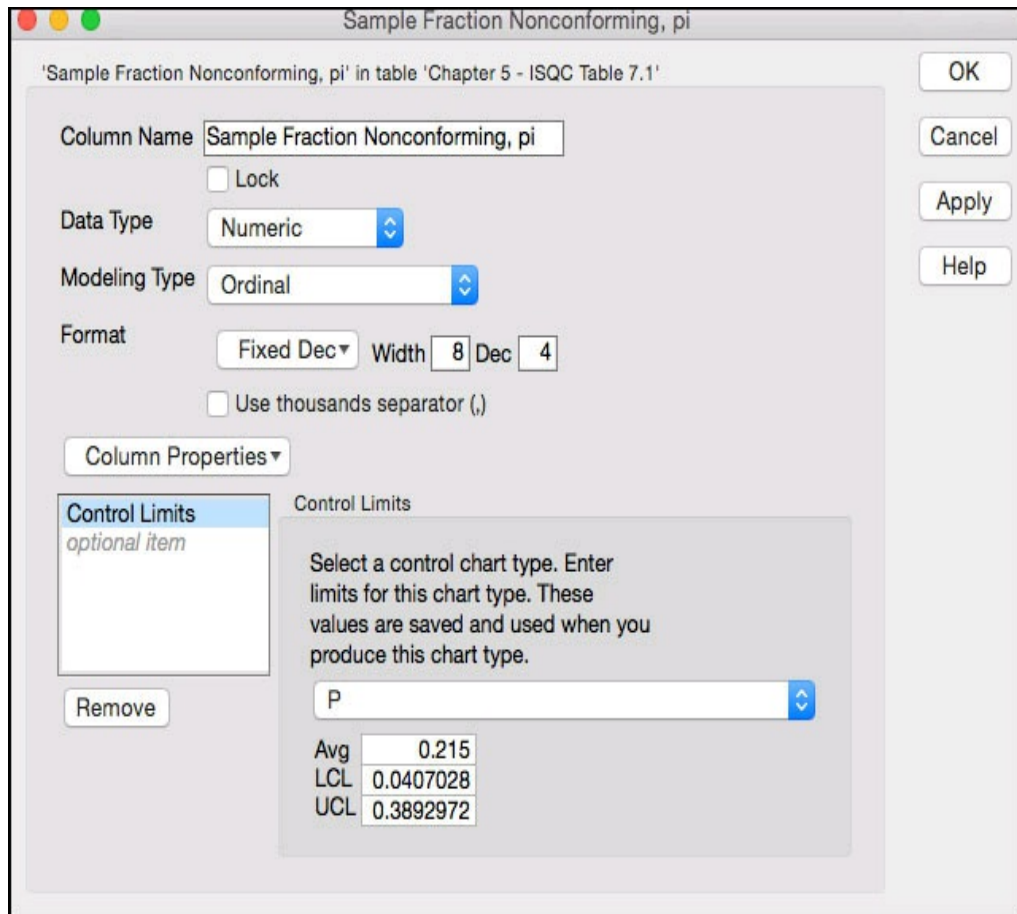 Sample Fraction Nonconforming, pi
'Sample Fraction Nonconforming, pi' in table 'Chapter 5 - ISQC Table 7.1'
OK
Column Name Sample Fraction Nonconforming, pi
Cancel
Lock
Data Type Numeric
Apply
Modeling Type Ordinal
Help
Format Fixed Dec Width 8 Dec 4
Use thousands separator (,)
Column Properties
Control Limits
optional item
Remove
Control Limits
Select a control chart type. Enter
limits for this chart type. These
values are saved and used when you
produce this chart type.
P
Avg 0.215
LCL 0.0407028
UCL 0.3892972